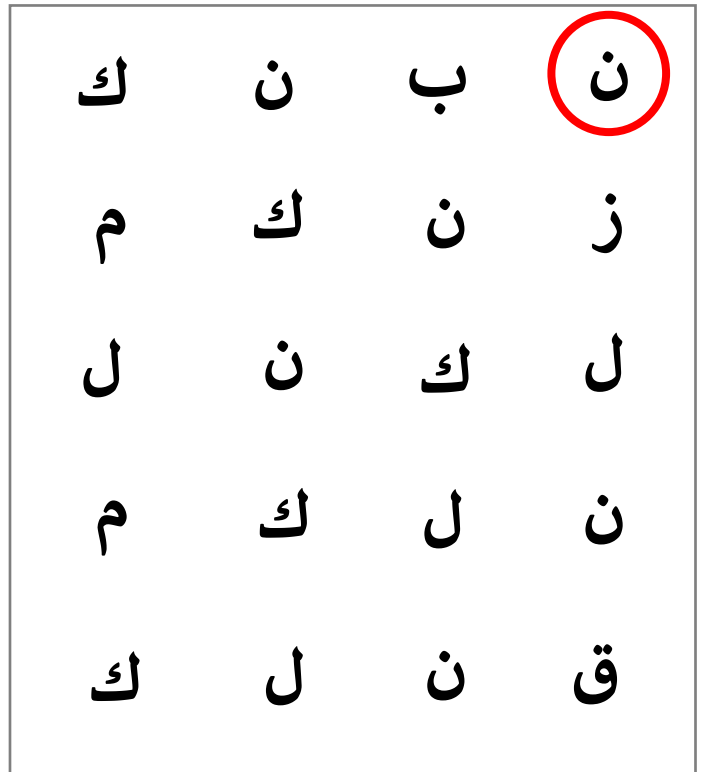 ن ب ن ك
ز ن ك م
ل ك ن ل
ن ل ك م
ق ن ل ك